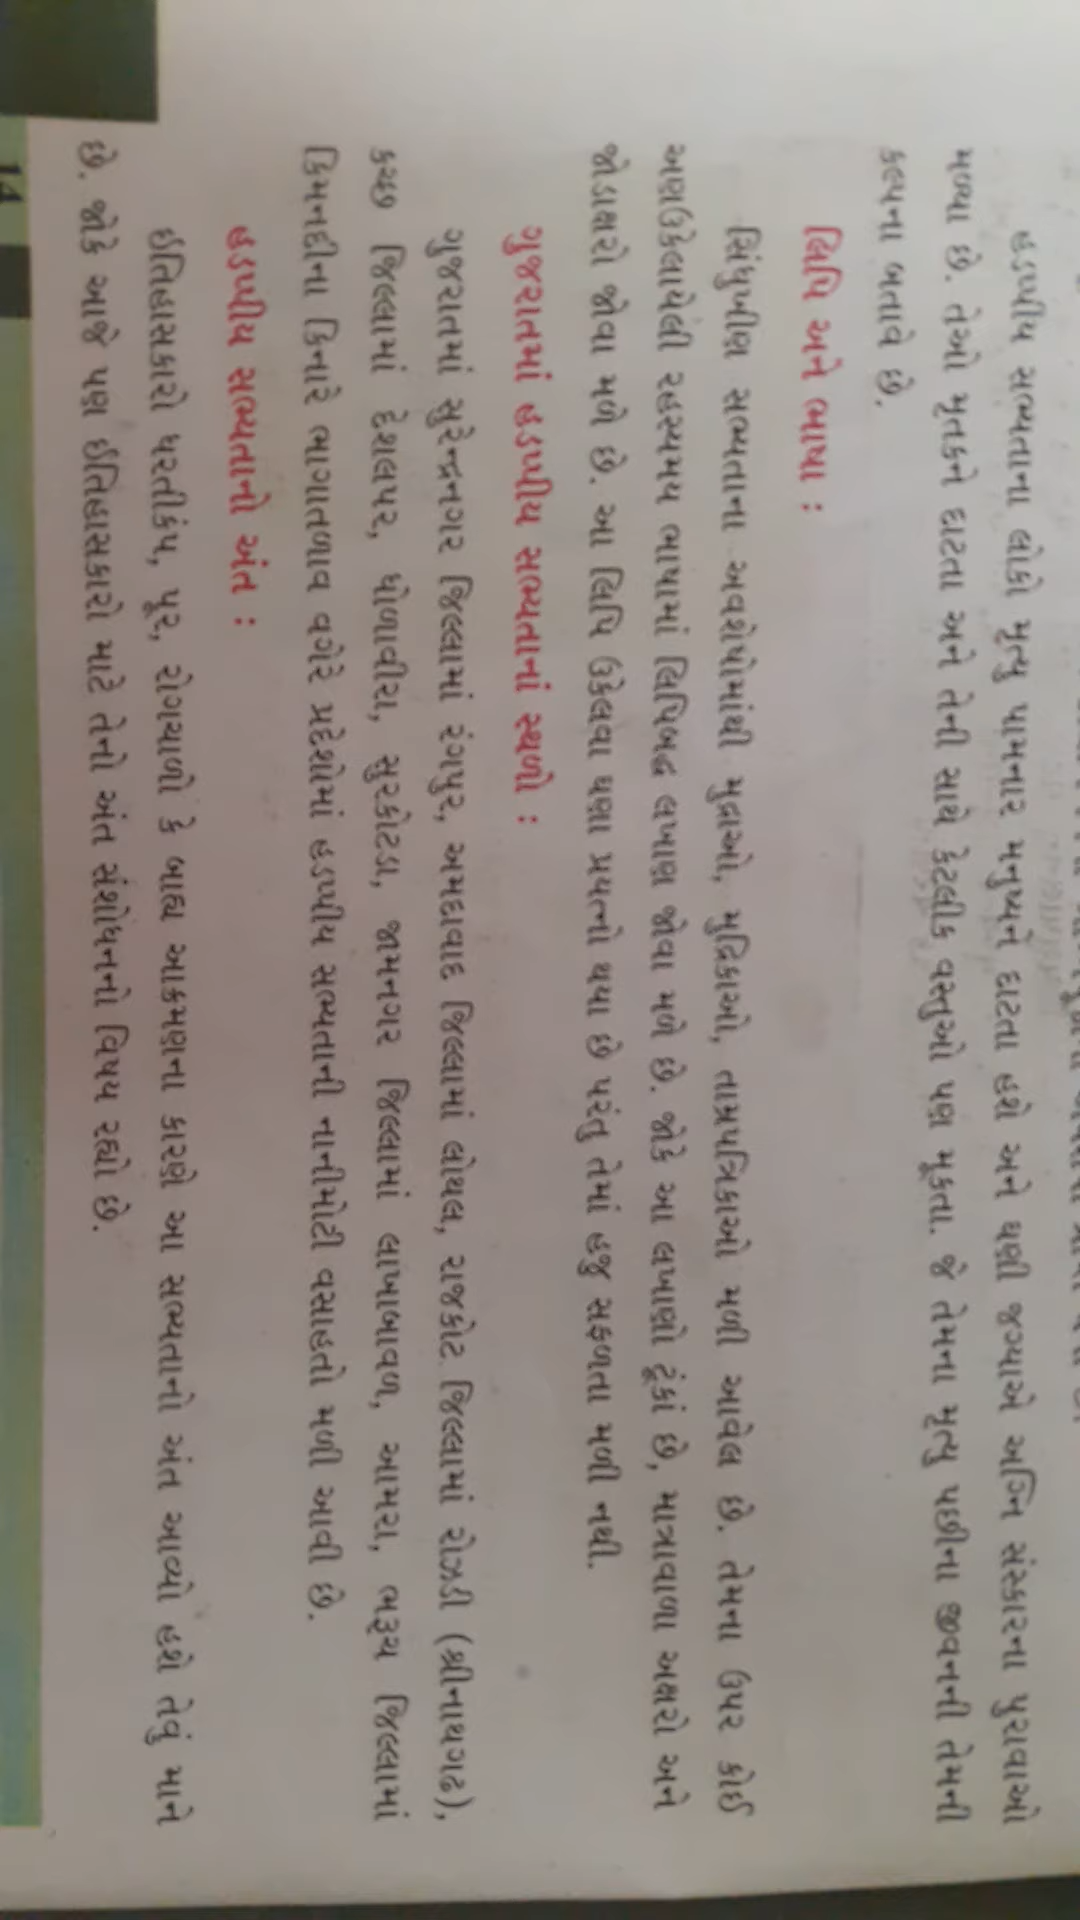 હડપ્પીય સભ્યતાના લોકો મૃત્યુ પામનાર મનુષ્યને દાટતા હશે અને ઘણી જગ્યાએ અગ્નિ સંસ્કારના પુરાવાઓ
મળ્યા છે. તેઓ મૃતકને દાટતા અને તેની સાથે કેટલીક વસ્તુઓ પણ મૂકતા. જે તેમના મૃત્યુ પછીના જીવનની તેમની
કલ્પના બતાવે છે.
લિપિ અને ભાષા :
સિંધુખીણ સભ્યતાના અવશેષોમાંથી મુદ્રાઓ, મુદ્રિકાઓ, તામ્રપત્રિકાઓ મળી આવેલ છે. તેમના ઉપર કોઈ
અણઉકેલાયેલી રહસ્યમય ભાષામાં લિપિબદ્ધ લખાણ જોવા મળે છે. જોકે આ લખાણો ટૂંકાં છે, માત્રાવાળા અક્ષરો અને
જોડાક્ષરો જોવા મળે છે. આ લિપિ ઉકેલવા ઘણા પ્રયત્નો થયા છે પરંતુ તેમાં હજુ સફળતા મળી નથી.
ગુજરાતમાં હડપ્પીય સભ્યતાનાં સ્થળો :
ગુજરાતમાં સુરેન્દ્રનગર જિલ્લામાં રંગપુર, અમદાવાદ જિલ્લામાં લોથલ, રાજકોટ જિલ્લામાં રોઝડી (શ્રીનાથગઢ),
કચ્છ જિલ્લામાં દેશલપર, ધોળાવીરા, સુરકોટડા, જામનગર જિલ્લામાં લાખાબાવળ, આમરા, ભરૂચ જિલ્લામાં
કિમનદીના કિનારે ભાગાતળાવ વગેરે પ્રદેશોમાં હડપ્પીય સભ્યતાની નાનીમોટી વસાહતો મળી આવી છે.
હડપ્પીય સભ્યતાનો અંત :
ઈતિહાસકારો ધરતીકંપ, પૂર, રોગચાળો કે બાહ્ય આક્રમણના કારણે આ સભ્યતાનો અંત આવ્યો હશે તેવું માને
છે. જોકે આજે પણ ઈતિહાસકારો માટે તેનો અંત સંશોધનનો વિષય રહ્યો છે.
14